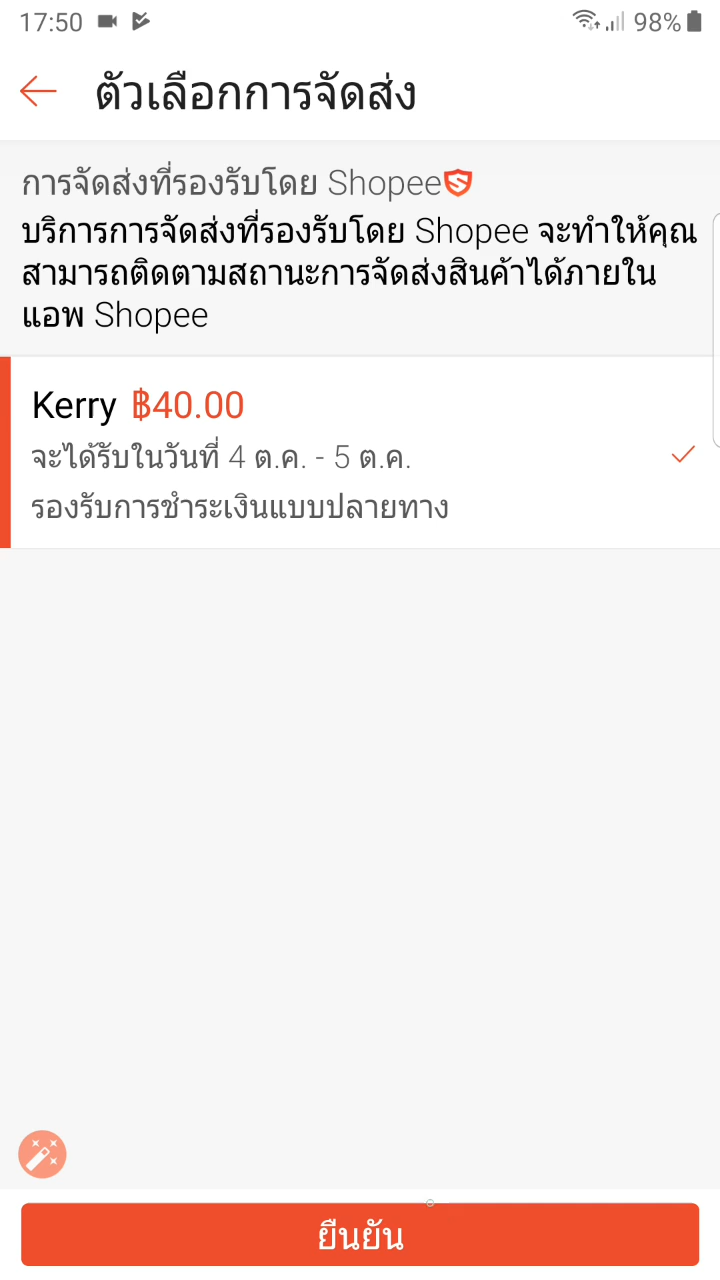 17:50 98%
ตัวเลือกการจัดส่ง
การจัดส่งที่รองรับโดย Shopee
บริการการจัดส่งที่รองรับโดย Shopee จะทำให้คุณ
สามารถติดตามสถานะการจัดส่งสินค้าได้ภายใน
แอพ Shopee
Kerry ฿40.00
จะได้รับในวันที่ 4 ต.ค. - 5 ต.ค.
รองรับการชำระเงินแบบปลายทาง
ยืนยัน